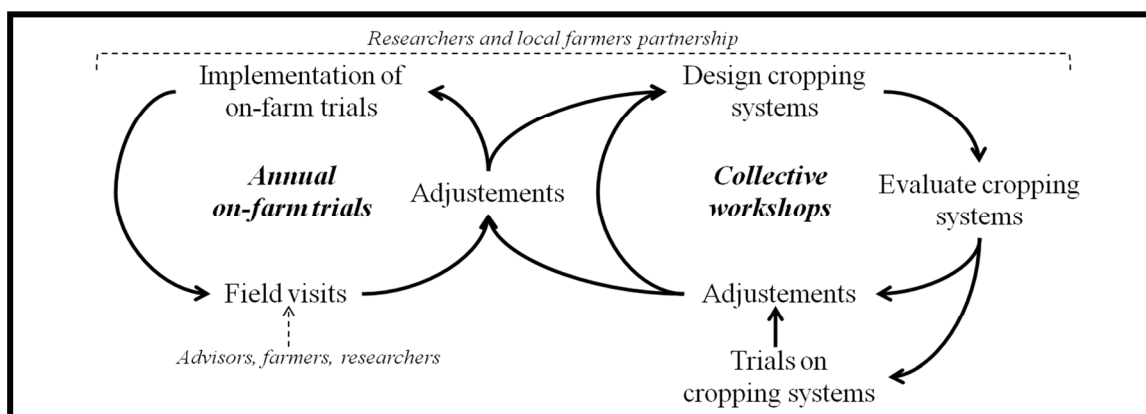 Researchers and local farmers partnership
Implementation of
on-farm trials
Design cropping
systems
Annual
on-farm trials
Adjustements
Collective
workshops
Evaluate cropping
systems
Field visits
Adjustements
Advisors, farmers, researchers
Trials on
cropping systems